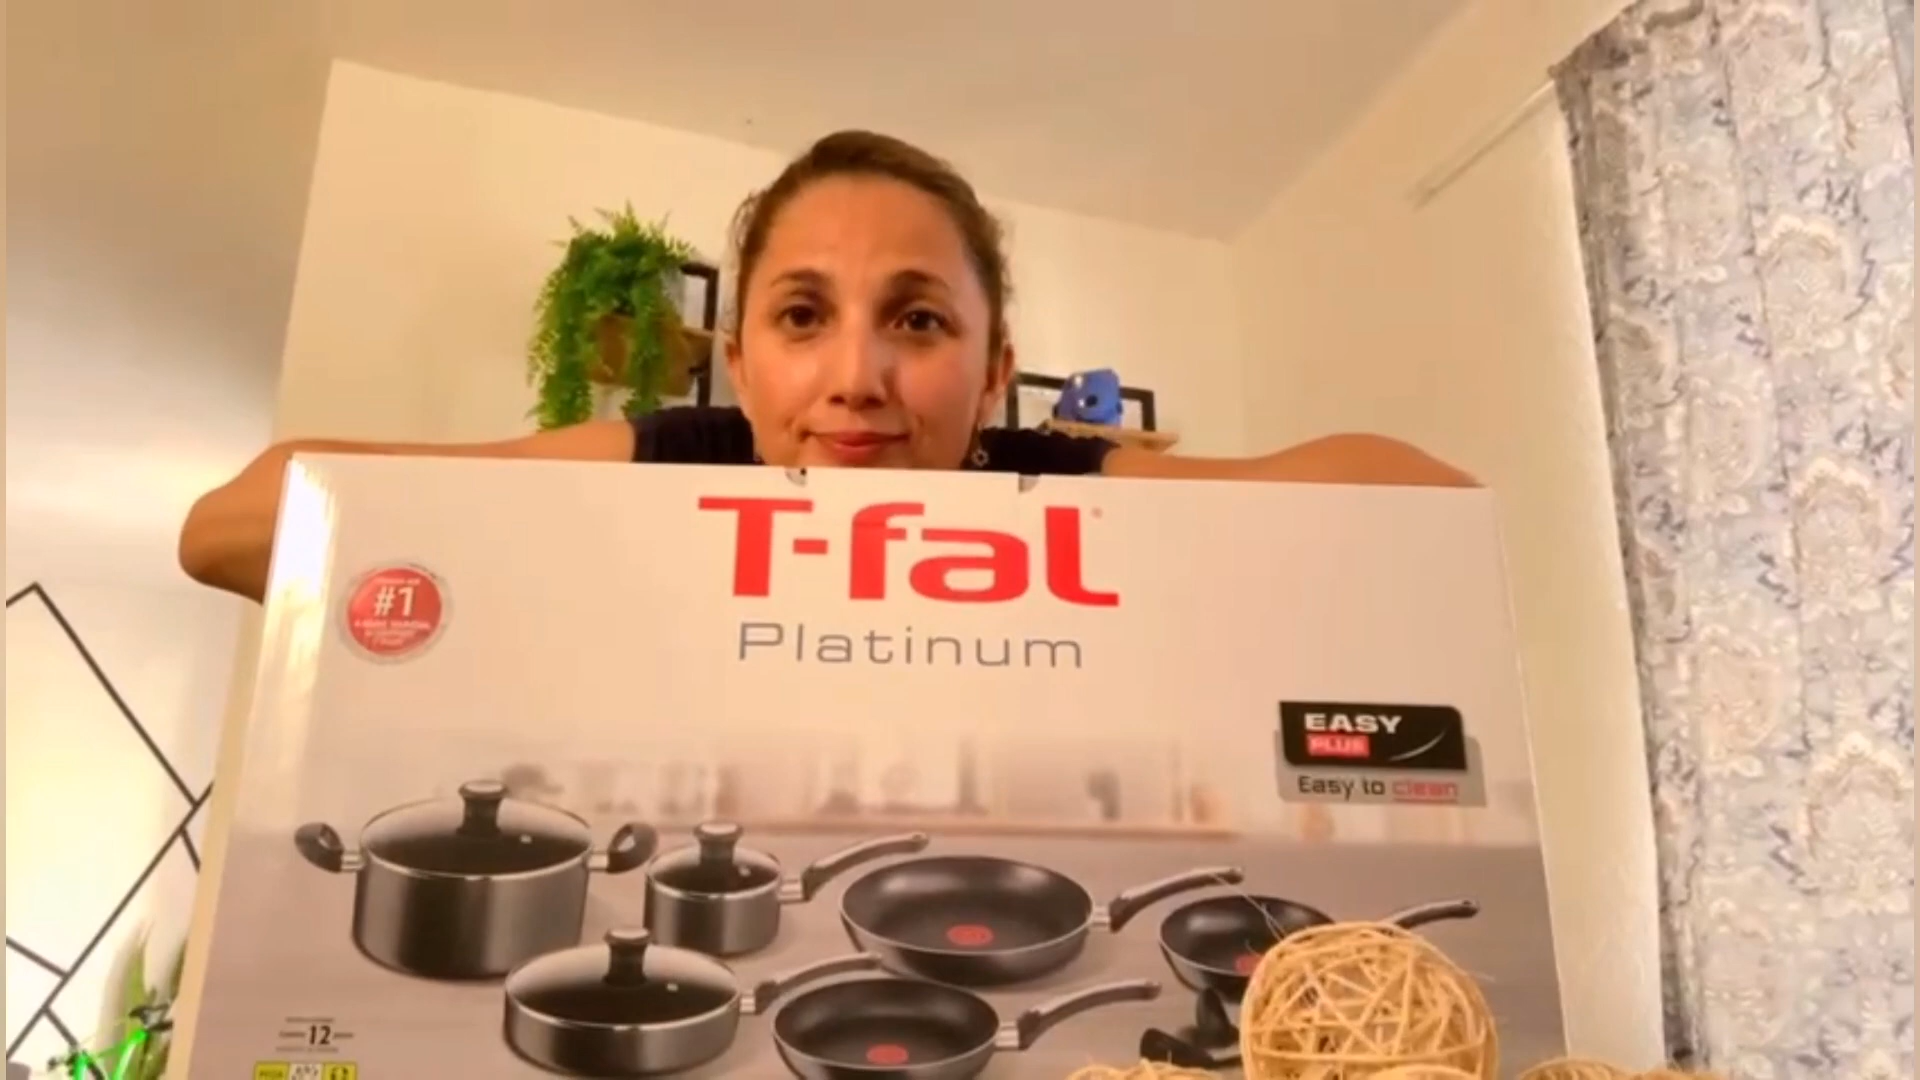 T-fal
Platinum
#1
EASY
PLUS
Easy to clean
12